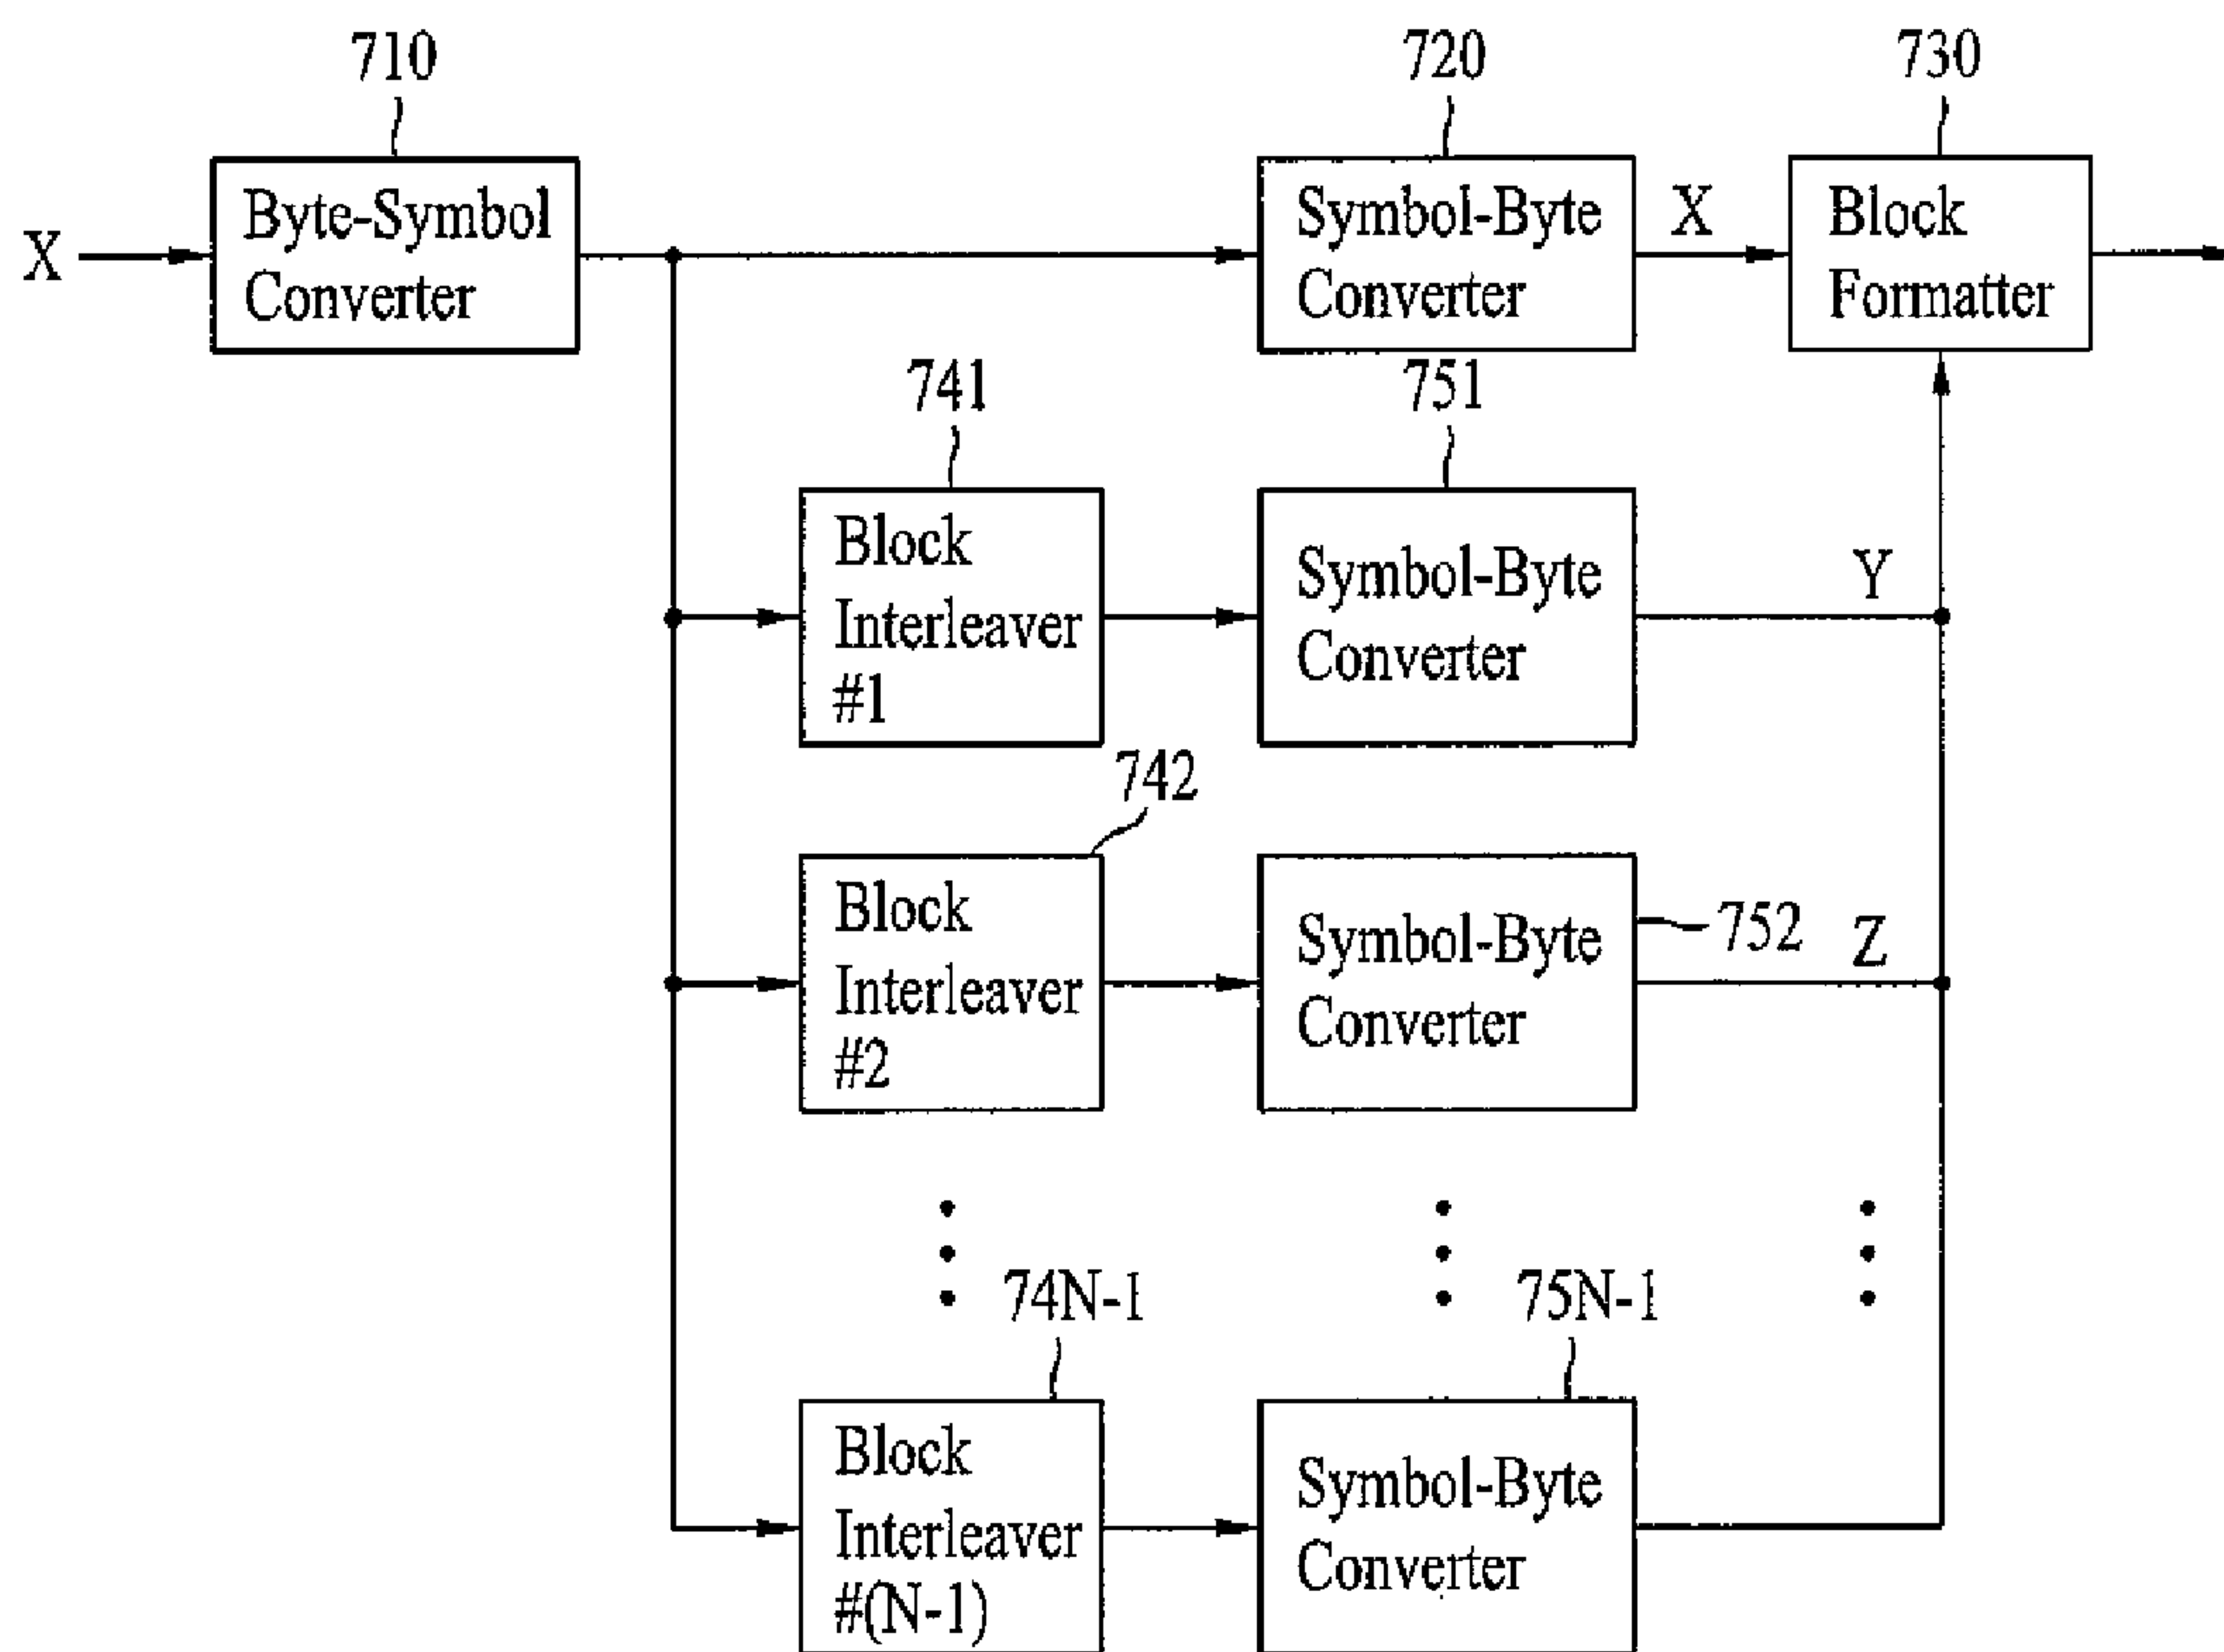 710
720
730
X
Byte-Symbol
Converter
Symbol-Byte
Converter
X
Block
Formatter
741
751
Block
Interleaver
#1
Symbol-Byte
Converter
Y
742
Block
Interleaver
#2
Symbol-Byte
Converter
752
Z
74N-1
75N-1
Block
Interleaver
#(N-1)
Symbol-Byte
Converter